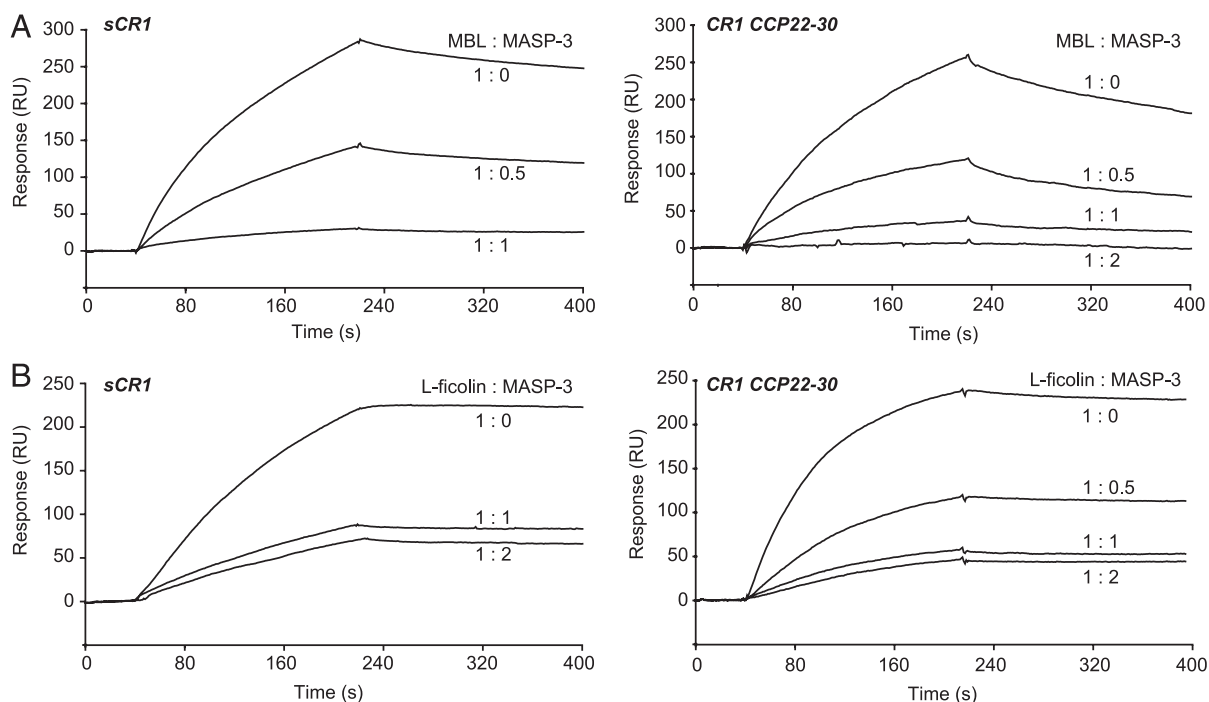 A
sCR1
MBL : MASP-3
1 : 0
1 : 0.5
1 : 1
Response (RU)
300
250
200
150
100
50
0
0 80 160 240 320 400
Time (s)
CR1 CCP22-30
MBL : MASP-3
1 : 0
1 : 0.5
1 : 1
1 : 2
Response (RU)
300
250
200
150
100
50
0
0 80 160 240 320 400
Time (s)
B
sCR1
L-ficolin : MASP-3
1 : 0
1 : 1
1 : 2
Response (RU)
250
200
150
100
50
0
0 80 160 240 320 400
Time (s)
CR1 CCP22-30
L-ficolin : MASP-3
1 : 0
1 : 0.5
1 : 1
1 : 2
Response (RU)
250
200
150
100
50
0
0 80 160 240 320 400
Time (s)